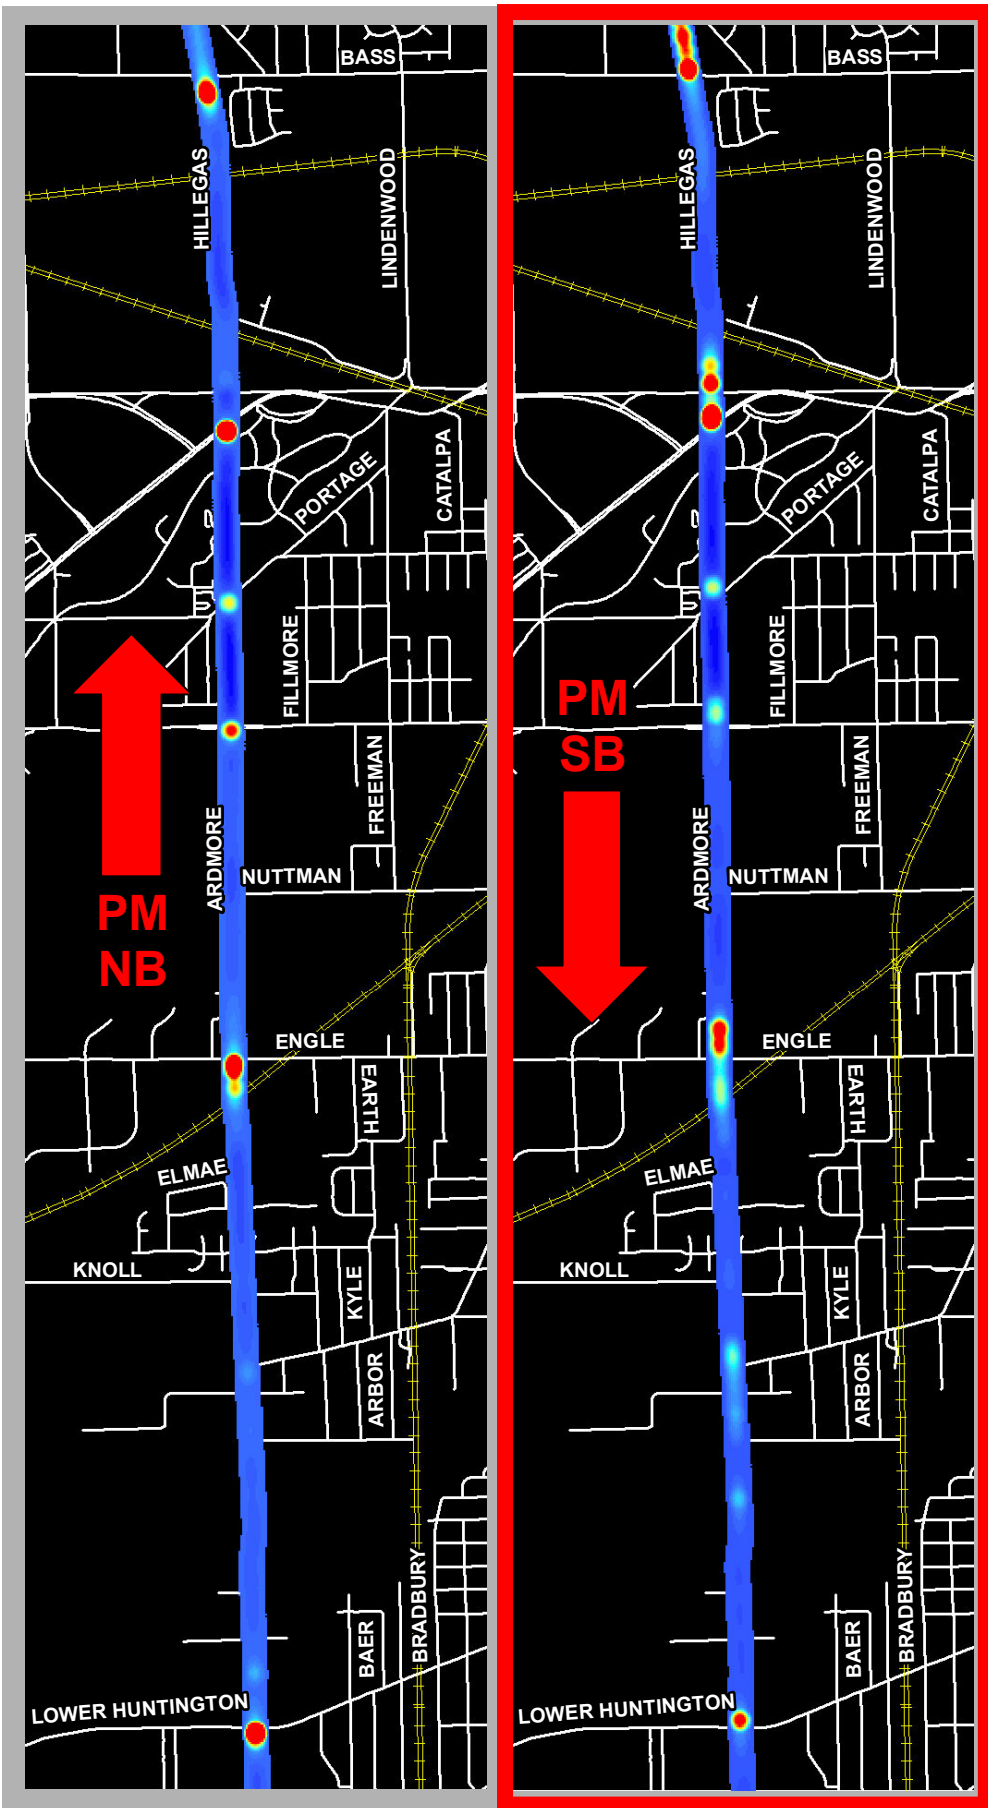 BASS
HILLEGAS
LINDENWOOD
PORTAGE
CATALPA
FILLMORE
FREEMAN
ARDMORE
NUTTMAN
PM
NB
ENGLE
EARTH
ELMAE
KNOLL
KYLE
ARBOR
BRADBURY
BAER
LOWER HUNTINGTON
BASS
HILLEGAS
LINDENWOOD
PORTAGE
CATALPA
FILLMORE
PM
SB
FREEMAN
ARDMORE
NUTTMAN
ENGLE
EARTH
ELMAE
KNOLL
KYLE
ARBOR
BRADBURY
BAER
LOWER HUNTINGTON